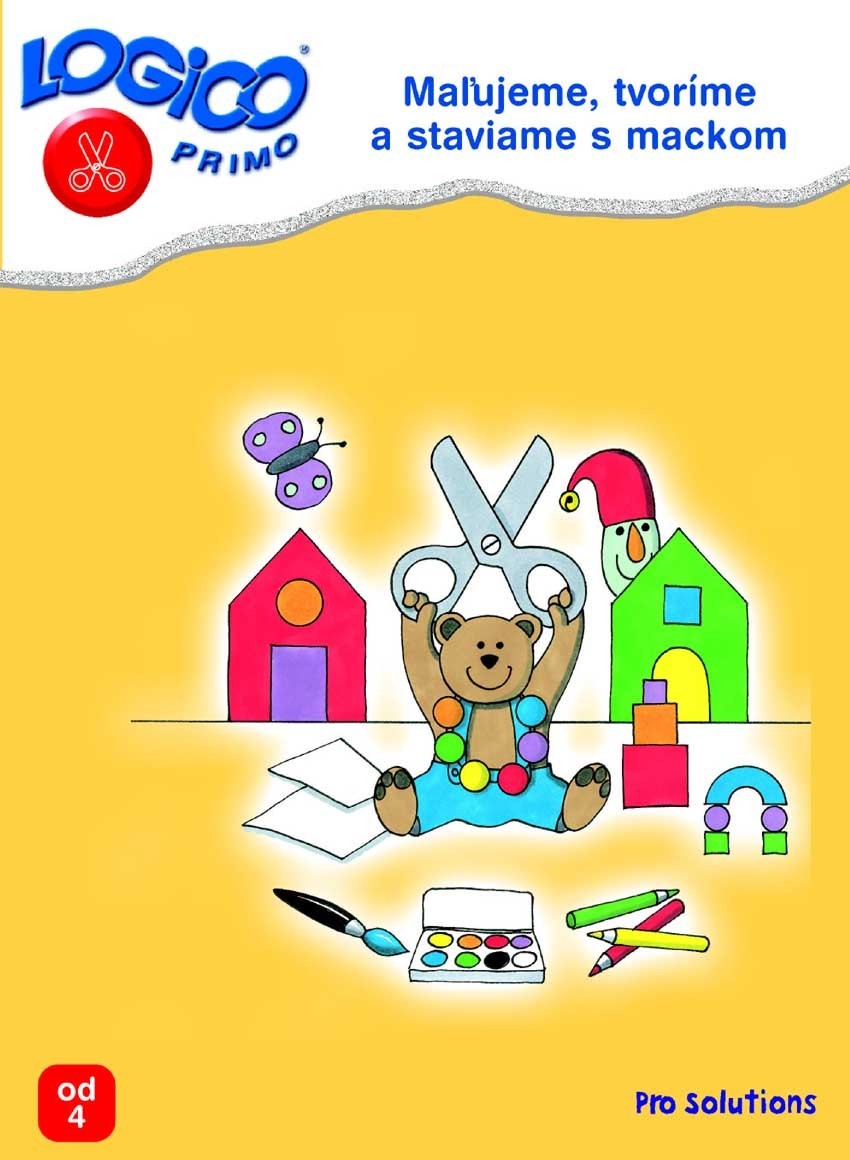 LOGICO
PRIMO
Maľujeme, tvoríme
a staviame s mackom
od
4
Pro Solutions